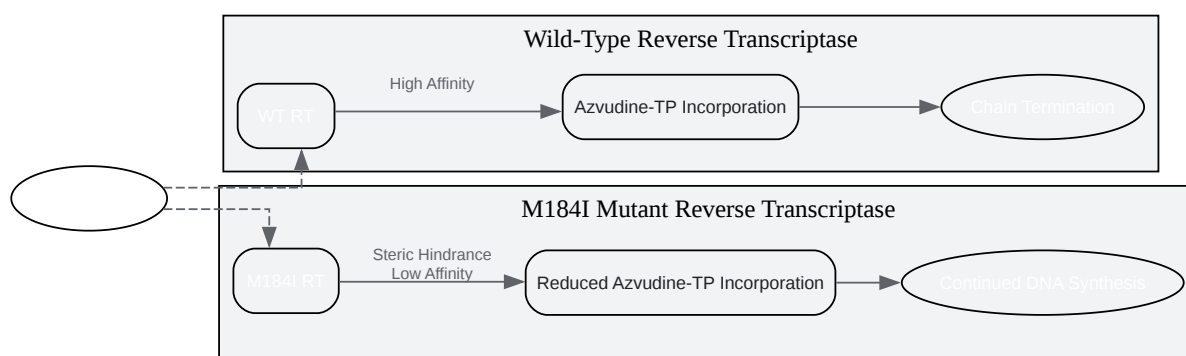 Wild-Type Reverse Transcriptase
WT RT
High Affinity
Azvudine-TP Incorporation
Chain Termination
M184I Mutant Reverse Transcriptase
M184I RT
Steric Hindrance
Low Affinity
Reduced Azvudine-TP Incorporation
Continued DNA Synthesis